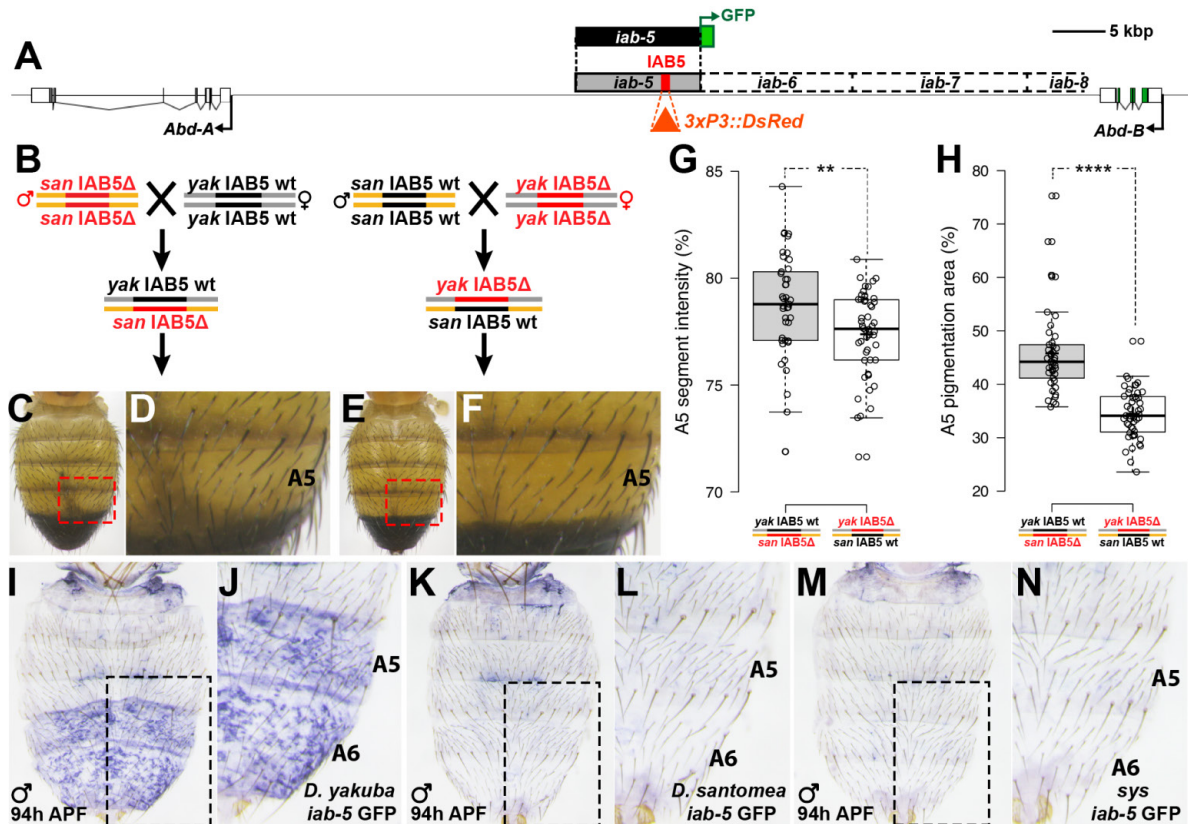 A
GFP
iab-5
5 kbp
IAB5
iab-5
iab-6
iab-7
iab-8
3xP3::DsRed
Abd-A
Abd-B
B
♂ san IAB5Δ
san IAB5Δ
yak IAB5 wt ♀
yak IAB5 wt
♂ san IAB5 wt
san IAB5 wt
yak IAB5Δ ♀
yak IAB5Δ
yak IAB5 wt
san IAB5Δ
yak IAB5Δ
san IAB5 wt
C
D
A5
E
F
A5
G
A5 segment intensity (%)
85
80
75
70
**
yak IAB5 wt
san IAB5Δ
yak IAB5Δ
san IAB5 wt
H
A5 pigmentation area (%)
80
70
60
50
40
30
20
****
yak IAB5 wt
san IAB5Δ
yak IAB5Δ
san IAB5 wt
I
♂
94h APF
J
A5
A6
D. yakuba
iab-5 GFP
K
♂
94h APF
L
A5
A6
D. santomea
iab-5 GFP
M
♂
94h APF
N
A5
A6
sys
iab-5 GFP